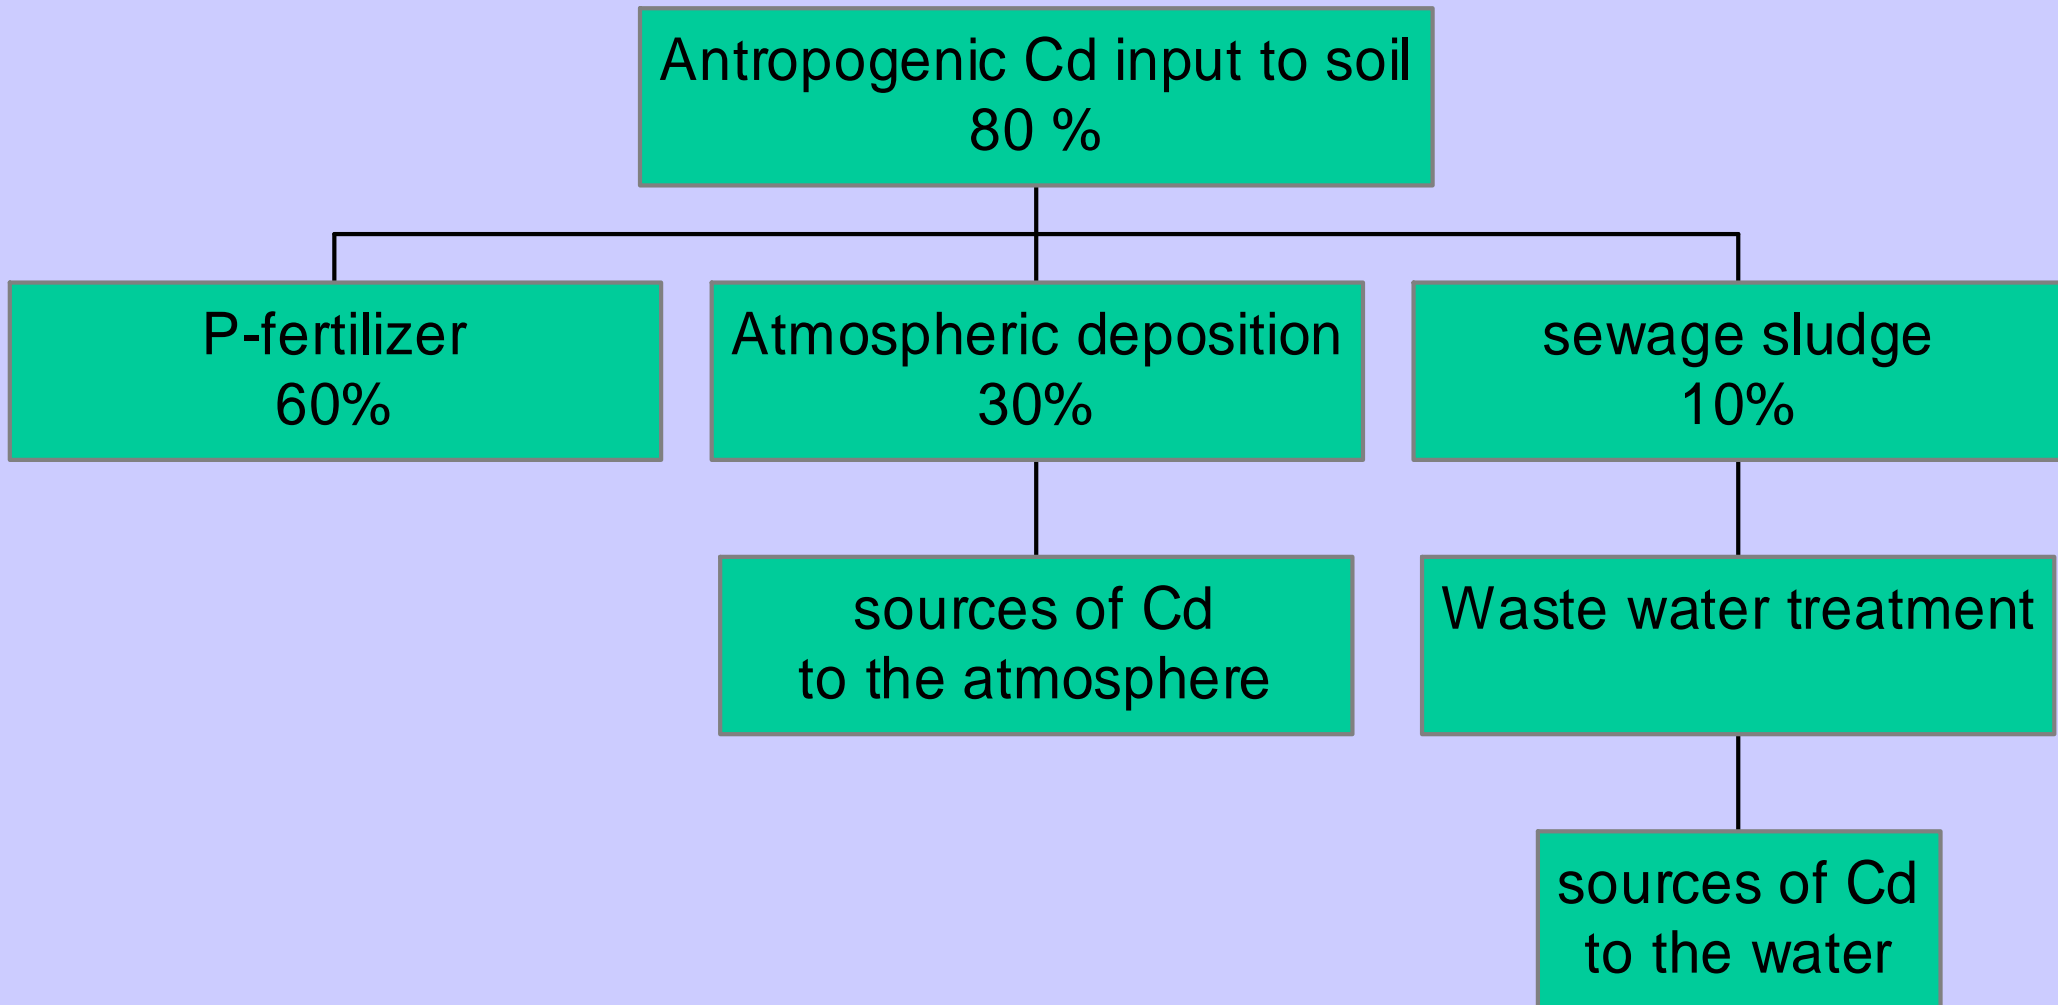 Antropogenic Cd input to soil
80 %
P-fertilizer
60%
Atmospheric deposition
30%
sewage sludge
10%
sources of Cd
to the atmosphere
Waste water treatment
sources of Cd
to the water